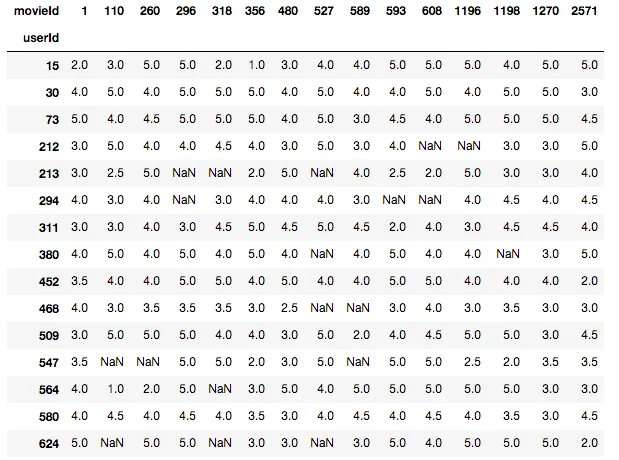 movieId 1 110 260 296 318 356 480 527 589 593 608 1196 1198 1270 2571
userId
15 2.0 3.0 5.0 5.0 2.0 1.0 3.0 4.0 4.0 5.0 5.0 5.0 4.0 5.0 5.0
30 4.0 5.0 4.0 5.0 5.0 5.0 4.0 5.0 4.0 4.0 5.0 4.0 5.0 5.0 3.0
73 5.0 4.0 4.5 5.0 5.0 5.0 4.0 5.0 3.0 4.5 4.0 5.0 5.0 5.0 4.5
212 3.0 5.0 4.0 4.0 4.5 4.0 3.0 5.0 3.0 4.0 NaN NaN 3.0 3.0 5.0
213 3.0 2.5 5.0 NaN NaN 2.0 5.0 NaN 4.0 2.5 2.0 5.0 3.0 3.0 4.0
294 4.0 3.0 4.0 NaN 3.0 4.0 4.0 4.0 3.0 NaN NaN 4.0 4.5 4.0 4.5
311 3.0 3.0 4.0 3.0 4.5 5.0 4.5 5.0 4.5 2.0 4.0 3.0 4.5 4.5 4.0
380 4.0 5.0 4.0 5.0 4.0 5.0 4.0 NaN 4.0 5.0 4.0 4.0 NaN 3.0 5.0
452 3.5 4.0 4.0 5.0 5.0 4.0 5.0 4.0 4.0 5.0 5.0 4.0 4.0 4.0 2.0
468 4.0 3.0 3.5 3.5 3.5 3.0 2.5 NaN NaN 3.0 4.0 3.0 3.5 3.0 3.0
509 3.0 5.0 5.0 5.0 4.0 4.0 3.0 5.0 2.0 4.0 4.5 5.0 5.0 3.0 4.5
547 3.5 NaN NaN 5.0 5.0 2.0 3.0 5.0 NaN 5.0 5.0 2.5 2.0 3.5 3.5
564 4.0 1.0 2.0 5.0 NaN 3.0 5.0 4.0 5.0 5.0 5.0 5.0 5.0 3.0 3.0
580 4.0 4.5 4.0 4.5 4.0 3.5 3.0 4.0 4.5 4.0 4.5 4.0 3.5 3.0 4.5
624 5.0 NaN 5.0 5.0 NaN 3.0 3.0 NaN 3.0 5.0 4.0 5.0 5.0 5.0 2.0